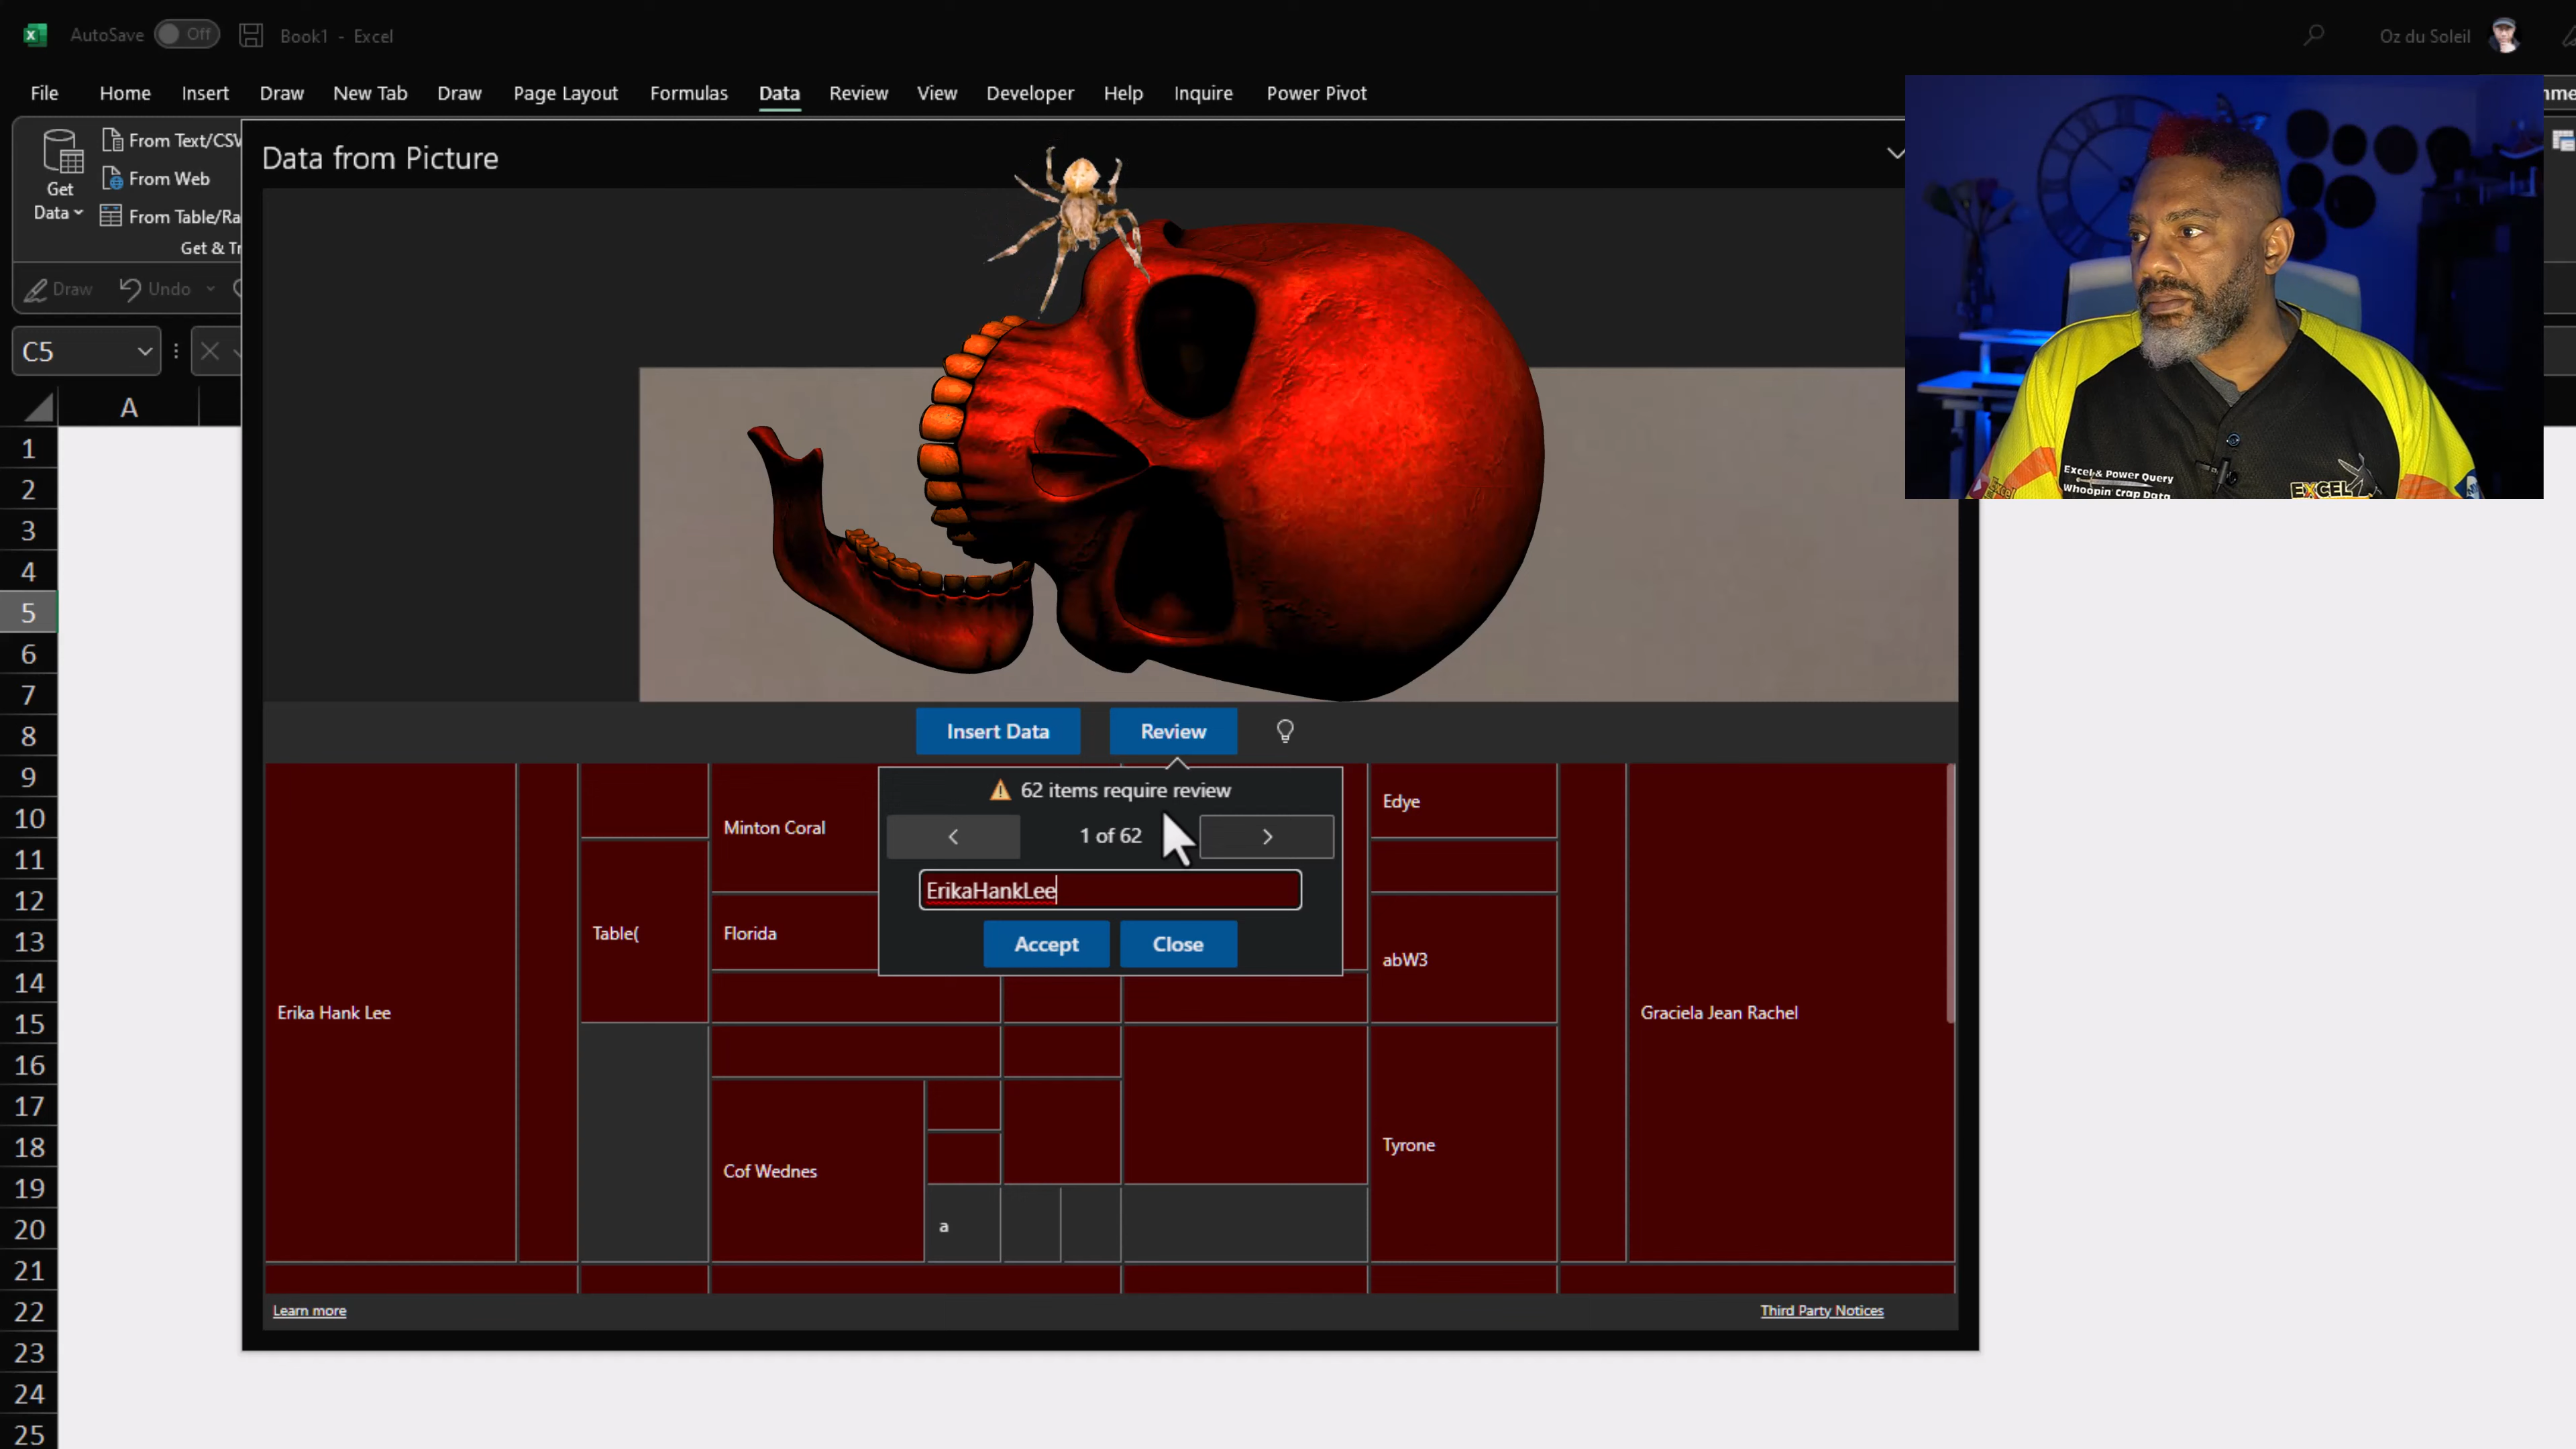 AutoSave Off Book1 - Excel Oz du Soleil
File Home Insert Draw New Tab Draw Page Layout Formulas Data Review View Developer Help Inquire Power Pivot
Get Data
From Text/CSV
From Web
From Table/Ra
Get & Tr
Draw Undo
C5
A
1
2
3
4
5
6
7
8
9
10
11
12
13
14
15
16
17
18
19
20
21
22
23
24
25
Data from Picture
Excel & Power Query
Whoopin' Crap Data
EXCEL
Insert Data Review
62 items require review
1 of 62
ErikaHankLee
Accept Close
Minton Coral
Edye
Table(
Florida
abW3
Erika Hank Lee
Graciela Jean Rachel
Tyrone
Cof Wednes
a
Learn more
Third Party Notices